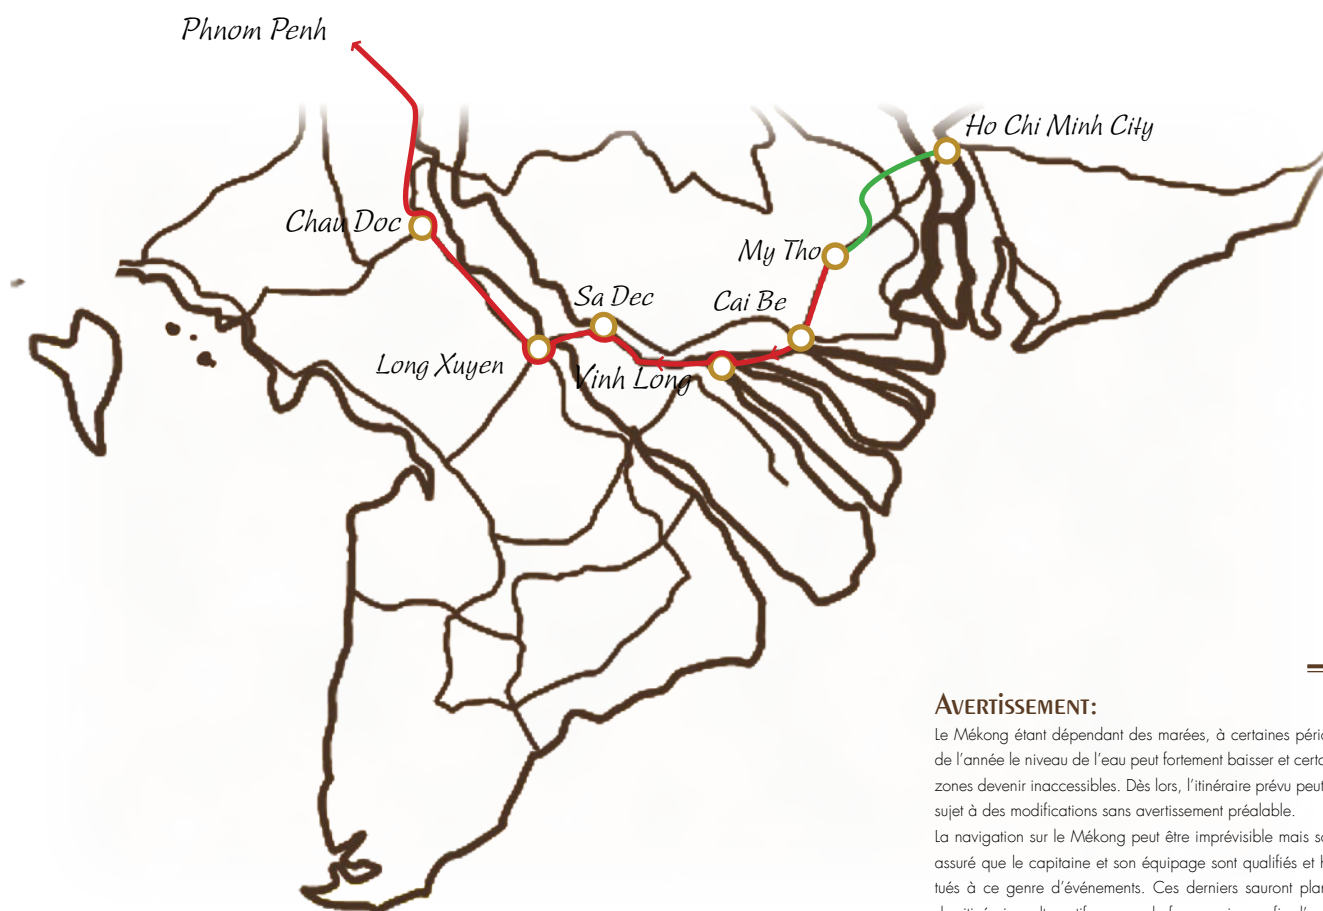 Phnom Penh
Ho Chi Minh City
Chau Doc
My Tho
Sa Dec
Cai Be
Long Xuyen
Vinh Long
AVERTISSEMENT:
Le Mékong étant dépendant des marées, à certaines
de l'année le niveau de l'eau peut fortement baisser et
zones devenir inaccessibles. Dès lors, l'itinéraire prévu peut
sujet à des modifications sans avertissement préalable.
La navigation sur le Mékong peut être imprévisible mais
assuré que le capitaine et son équipage sont qualifiés et
tués à ce genre d'événements. Ces derniers sauront